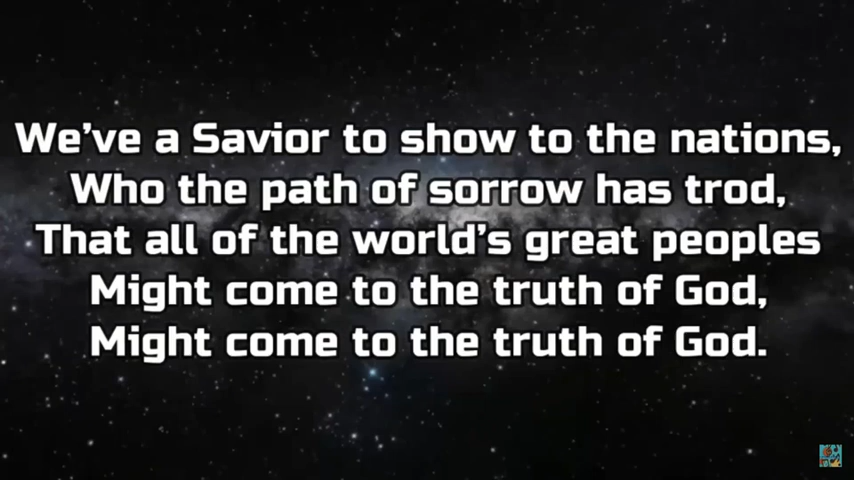 We've a Savior to show to the nations,
Who the path of sorrow has trod,
That all of the world's great peoples
Might come to the truth of God,
Might come to the truth of God.